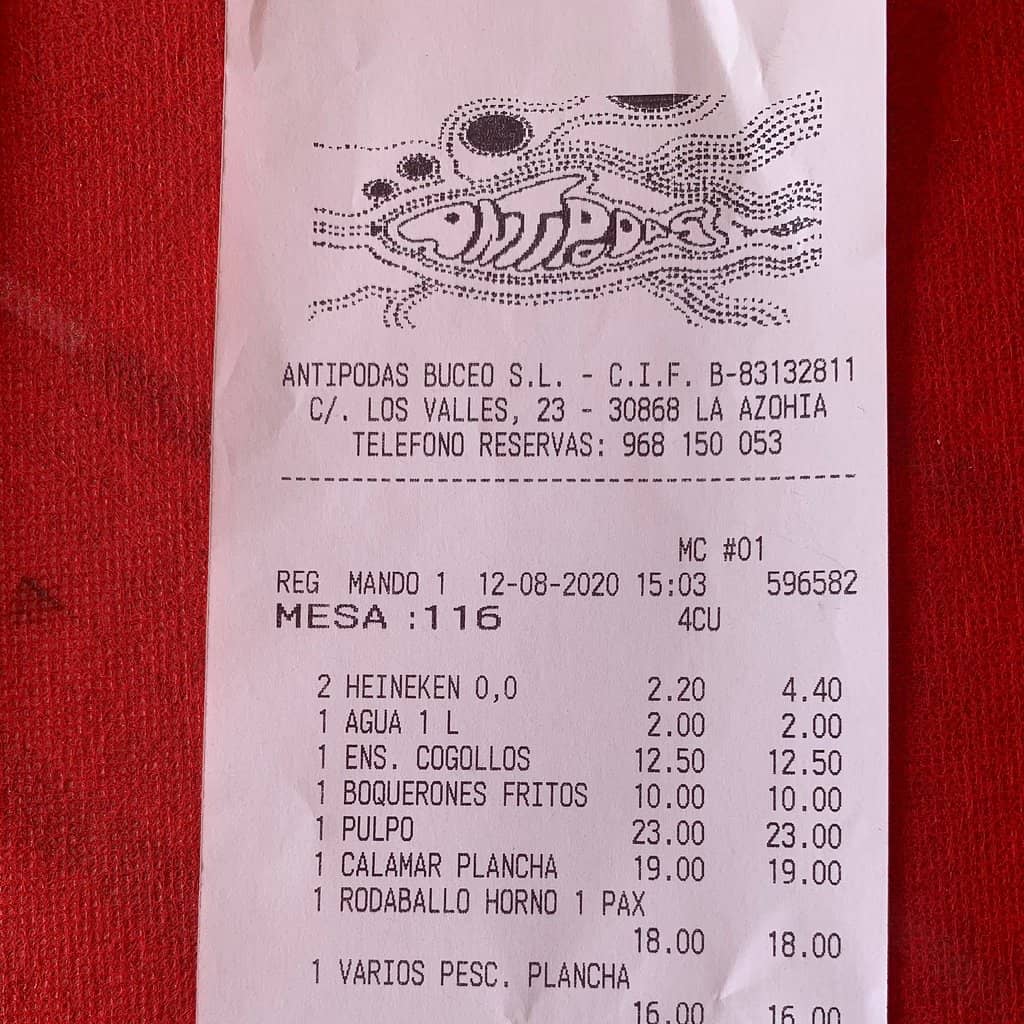 ANTIPODAS
ANTIPODAS BUCEO S.L. - C.I.F. B-83132811
C/. LOS VALLES, 23 - 30868 LA AZOHIA
TELEFONO RESERVAS: 968 150 053
MC #01
REG MANDO 1 12-08-2020 15:03 596582
MESA :116 4CU
2 HEINEKEN 0,0 2.20 4.40
1 AGUA 1 L 2.00 2.00
1 ENS. COGOLLOS 12.50 12.50
1 BOQUERONES FRITOS 10.00 10.00
1 PULPO 23.00 23.00
1 CALAMAR PLANCHA 19.00 19.00
1 RODABALLO HORNO 1 PAX
18.00 18.00
1 VARIOS PESC. PLANCHA
16.00 16.00